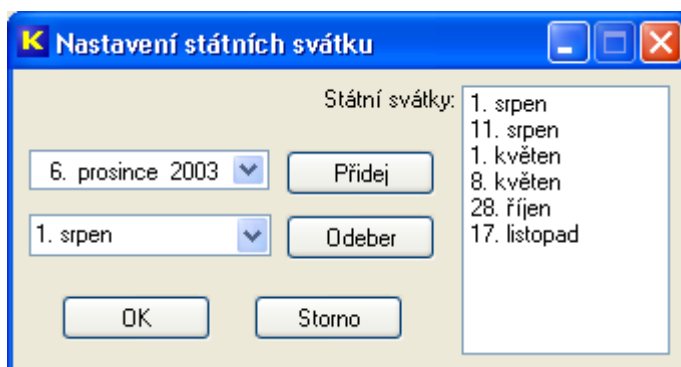 K Nastavení státních svátku
Státní svátky:
1. srpen
11. srpen
1. květen
8. květen
28. říjen
17. listopad
6. prosince 2003
Přidej
1. srpen
Odeber
OK
Storno